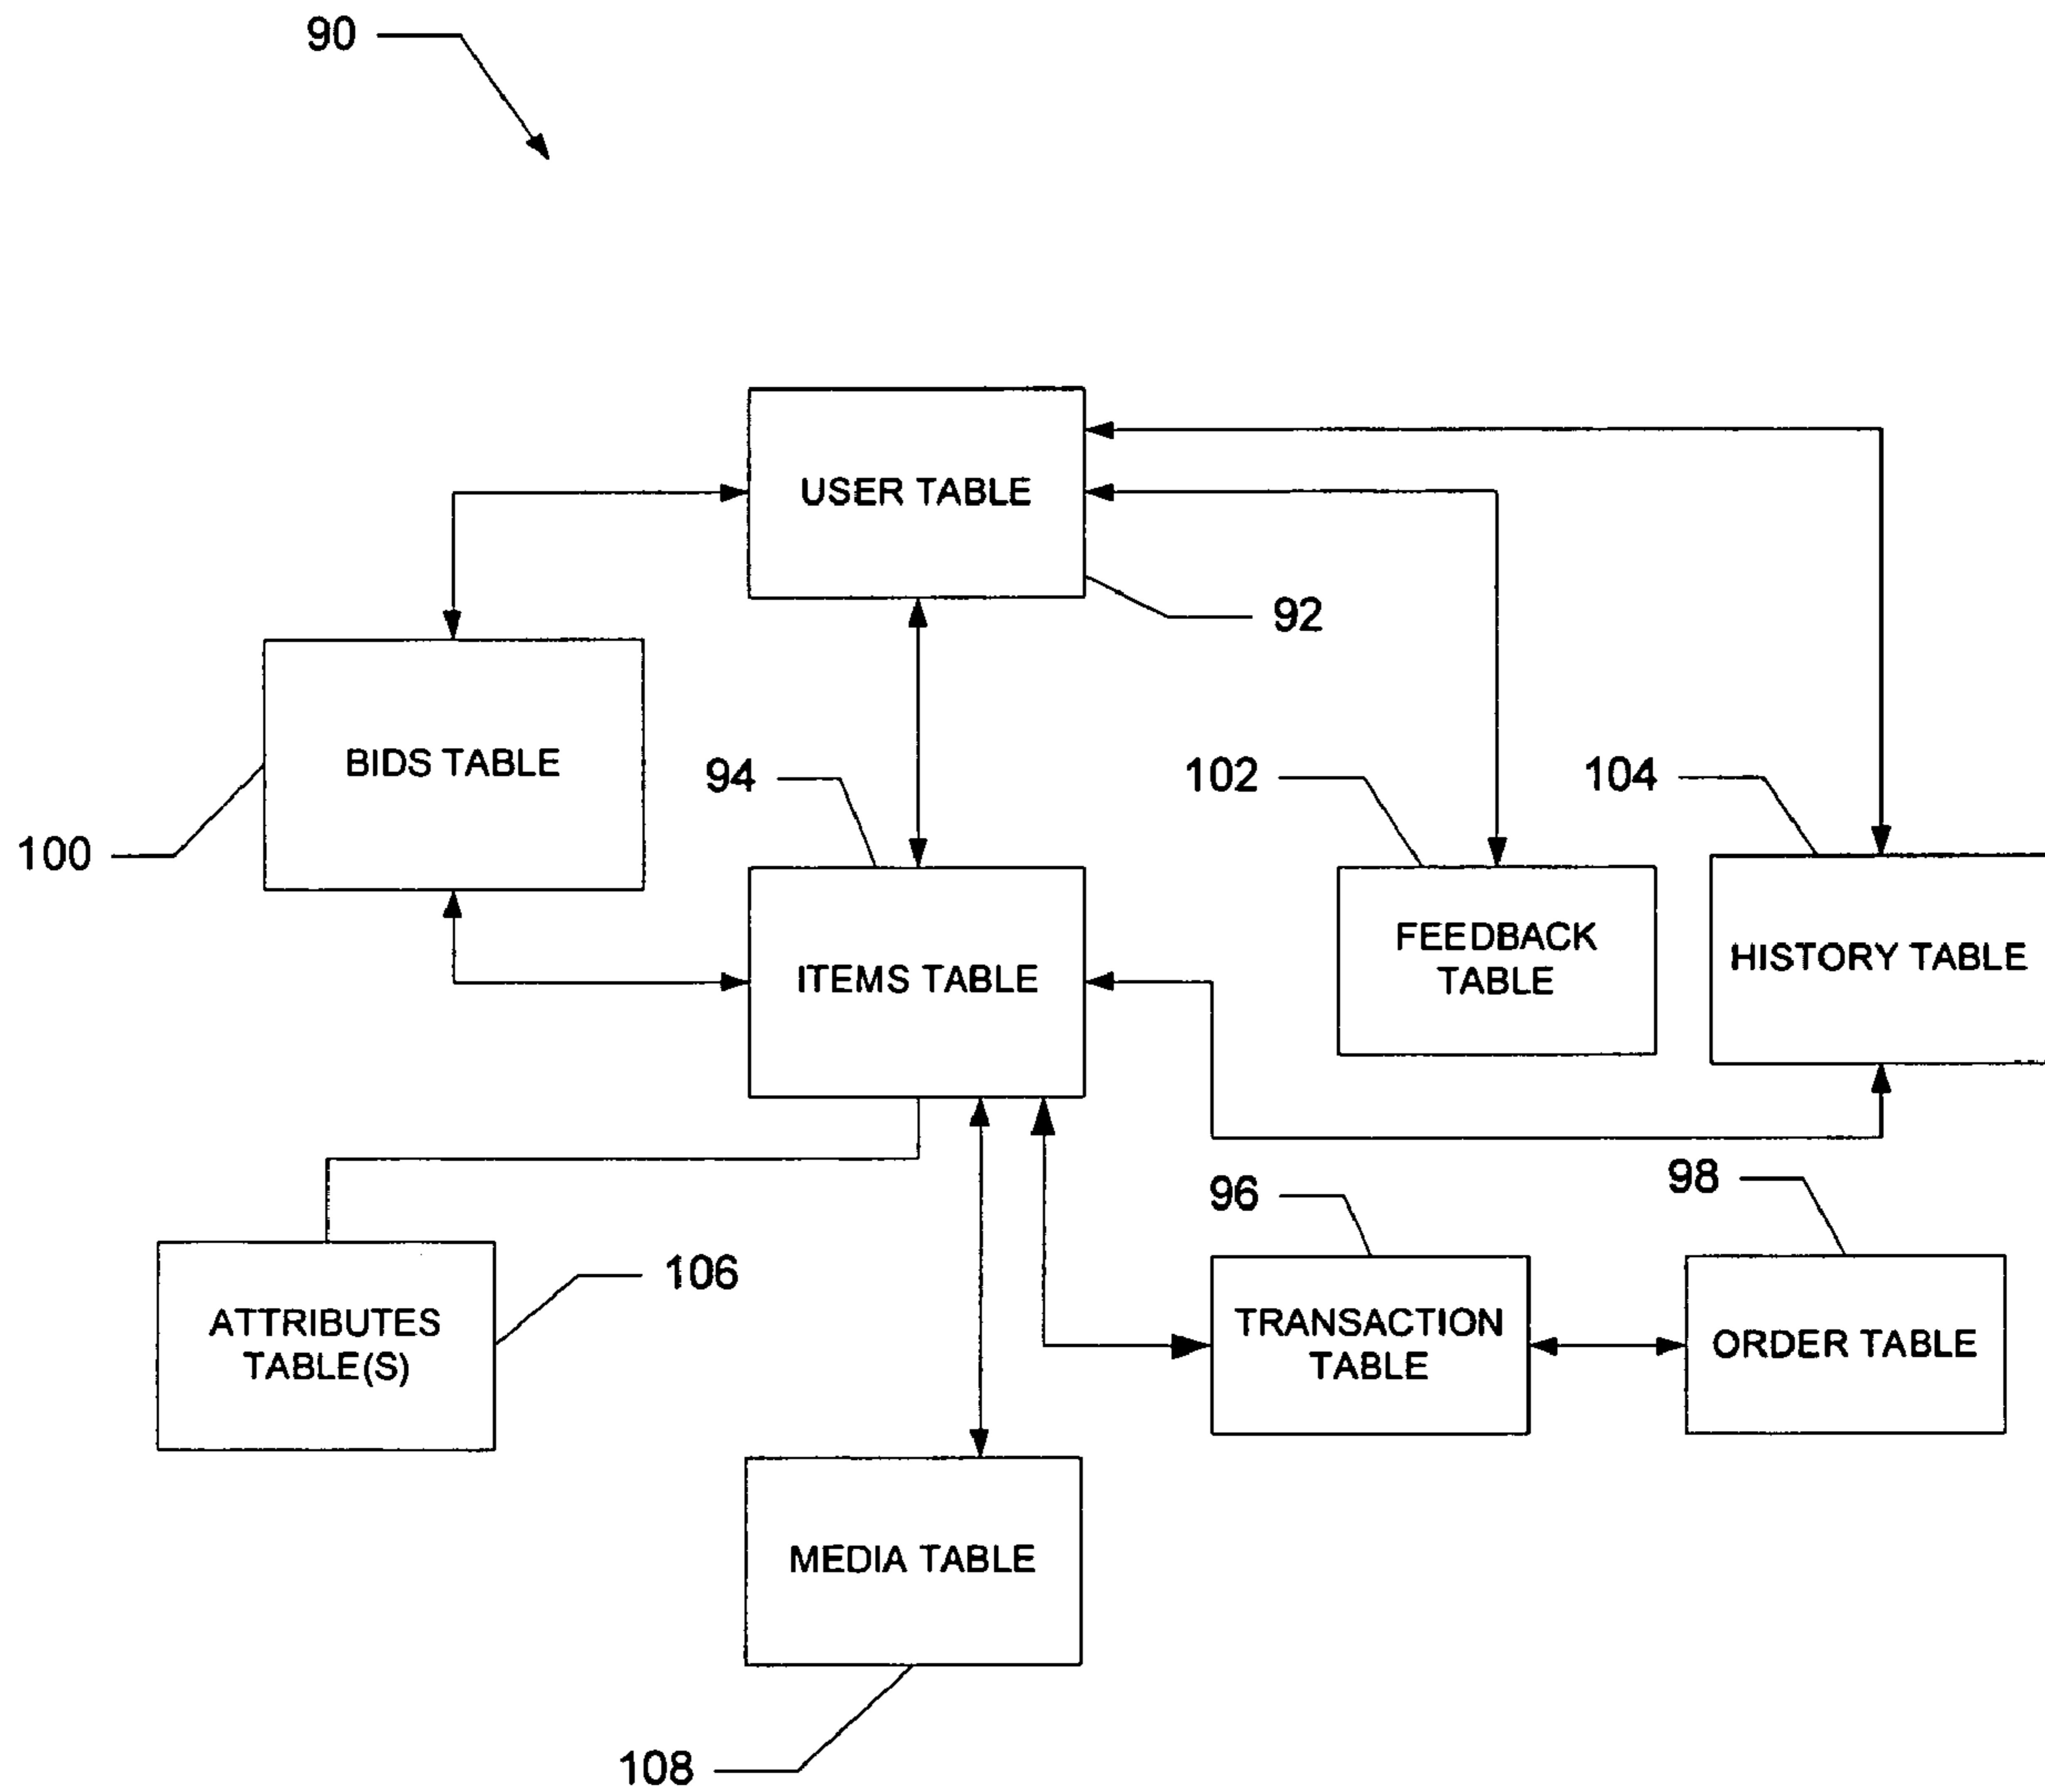 90
USER TABLE
92
BIDS TABLE
94
102
104
100
FEEDBACK
TABLE
HISTORY TABLE
ITEMS TABLE
96
98
106
ATTRIBUTES
TABLE(S)
TRANSACTION
TABLE
ORDER TABLE
MEDIA TABLE
108